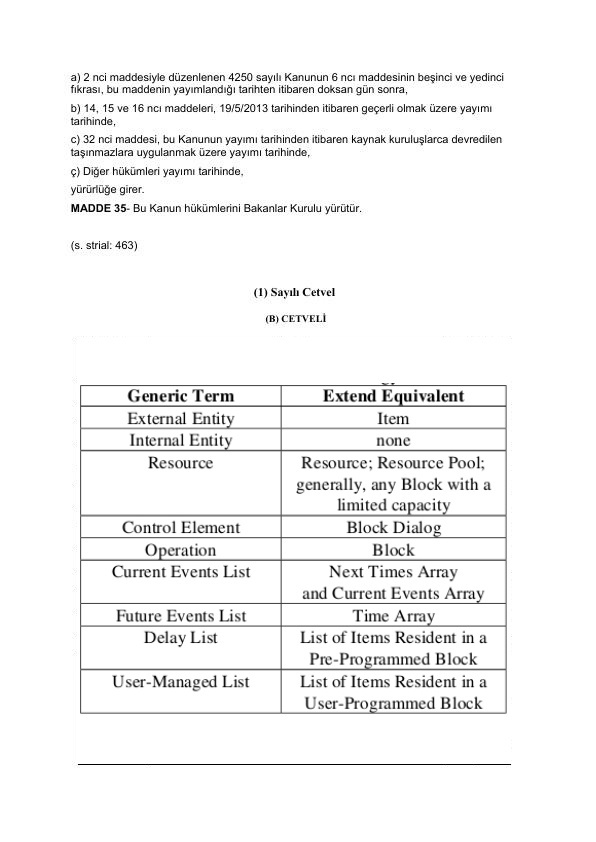 a) 2 nci maddesiyle düzenlenen 4250 sayılı Kanunun 6 ncı maddesinin beşinci ve yedinci
fıkrası, bu maddenin yayımlandığı tarihten itibaren doksan gün sonra,
b) 14, 15 ve 16 ncı maddeleri, 19/5/2013 tarihinden itibaren geçerli olmak üzere yayımı
tarihinde,
c) 32 nci maddesi, bu Kanunun yayımı tarihinden itibaren kaynak kuruluşlarca devredilen
taşınmazlara uygulanmak üzere yayımı tarihinde,
ç) Diğer hükümleri yayımı tarihinde,
yürürlüğe girer.
MADDE 35- Bu Kanun hükümlerini Bakanlar Kurulu yürütür.
(s. strial: 463)
(1) Sayılı Cetvel
(B) CETVELİ
Generic Term Extend Equivalent
External Entity Item
Internal Entity none
Resource Resource; Resource Pool;
generally, any Block with a
limited capacity
Control Element Block Dialog
Operation Block
Current Events List Next Times Array
and Current Events Array
Future Events List Time Array
Delay List List of Items Resident in a
Pre-Programmed Block
User-Managed List List of Items Resident in a
User-Programmed Block